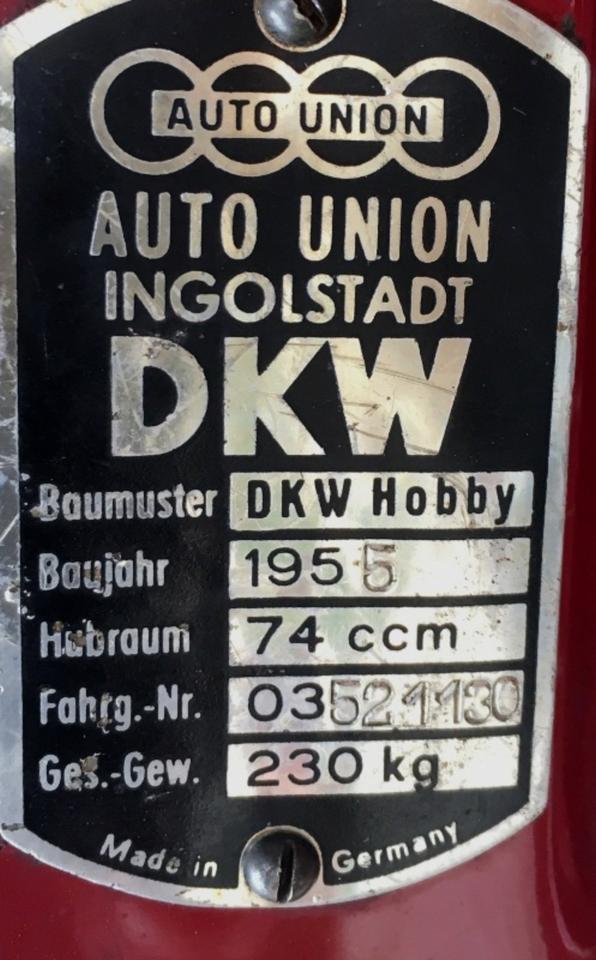 AUTO UNION
AUTO UNION
INGOLSTADT
DKW
Baumuster DKW Hobby
Baujahr 1955
Hubraum 74 ccm
Fahrg.-Nr. 03521130
Ges.-Gew. 230 kg
Made in Germany